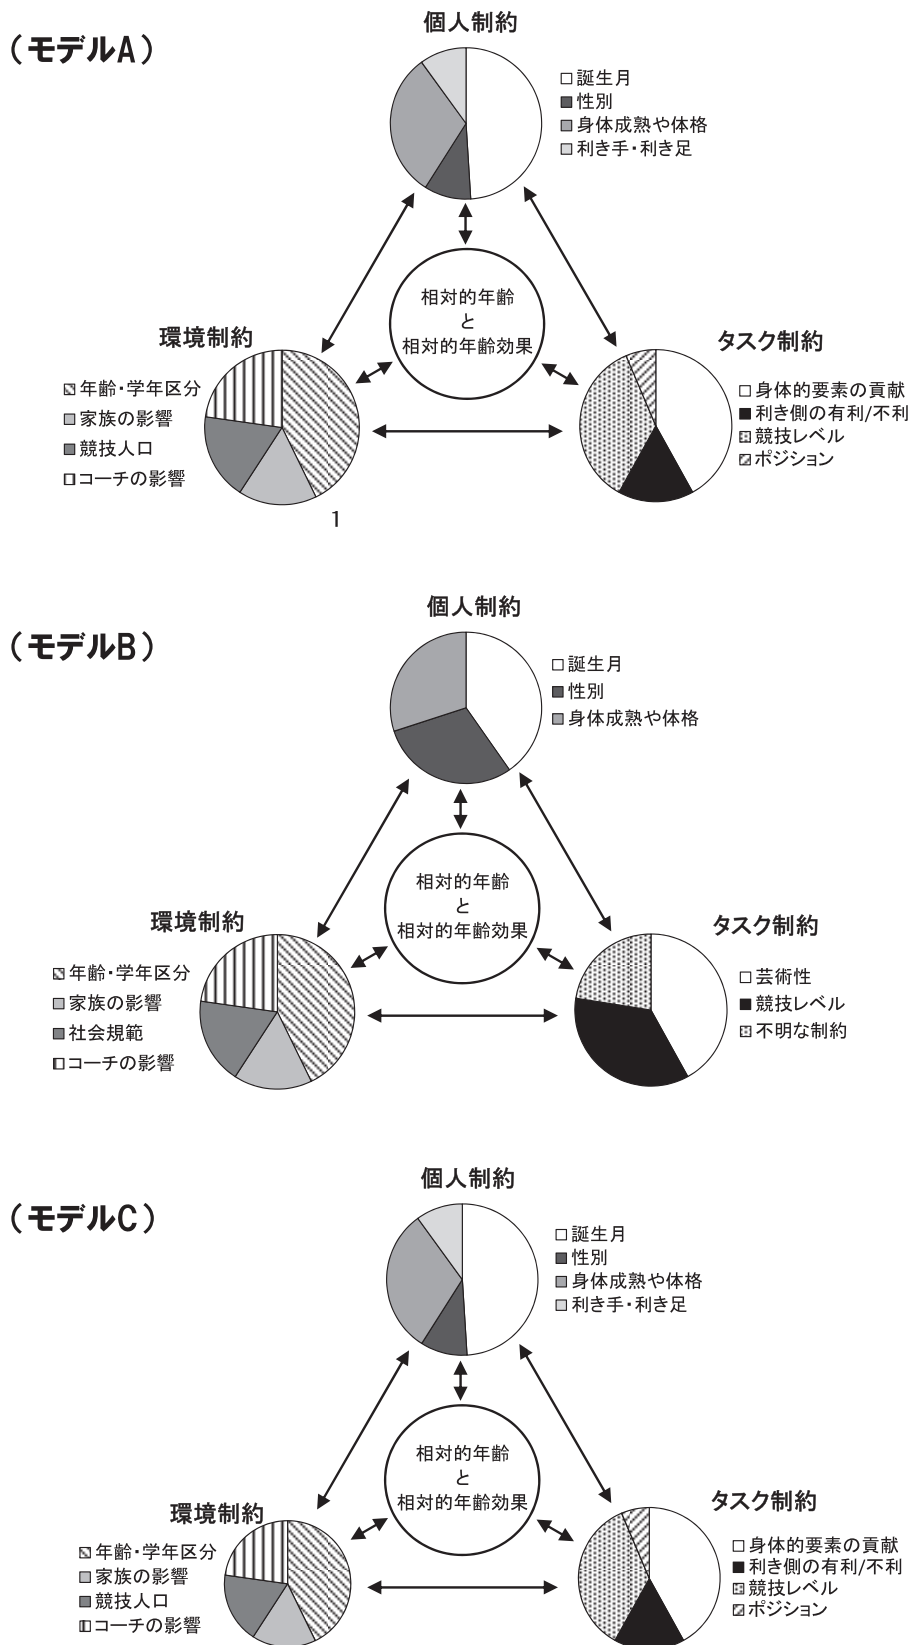 （モデルA）
個人制約
誕生月
性別
身体成熟や体格
利き手・利き足
相対的年齢
と
相対的年齢効果
環境制約
年齢・学年区分
家族の影響
競技人口
コーチの影響
タスク制約
身体的要素の貢献
利き側の有利/不利
競技レベル
ポジション
1
（モデルB）
個人制約
誕生月
性別
身体成熟や体格
相対的年齢
と
相対的年齢効果
環境制約
年齢・学年区分
家族の影響
社会規範
コーチの影響
タスク制約
芸術性
競技レベル
不明な制約
（モデルC）
個人制約
誕生月
性別
身体成熟や体格
利き手・利き足
相対的年齢
と
相対的年齢効果
環境制約
年齢・学年区分
家族の影響
競技人口
コーチの影響
タスク制約
身体的要素の貢献
利き側の有利/不利
競技レベル
ポジション